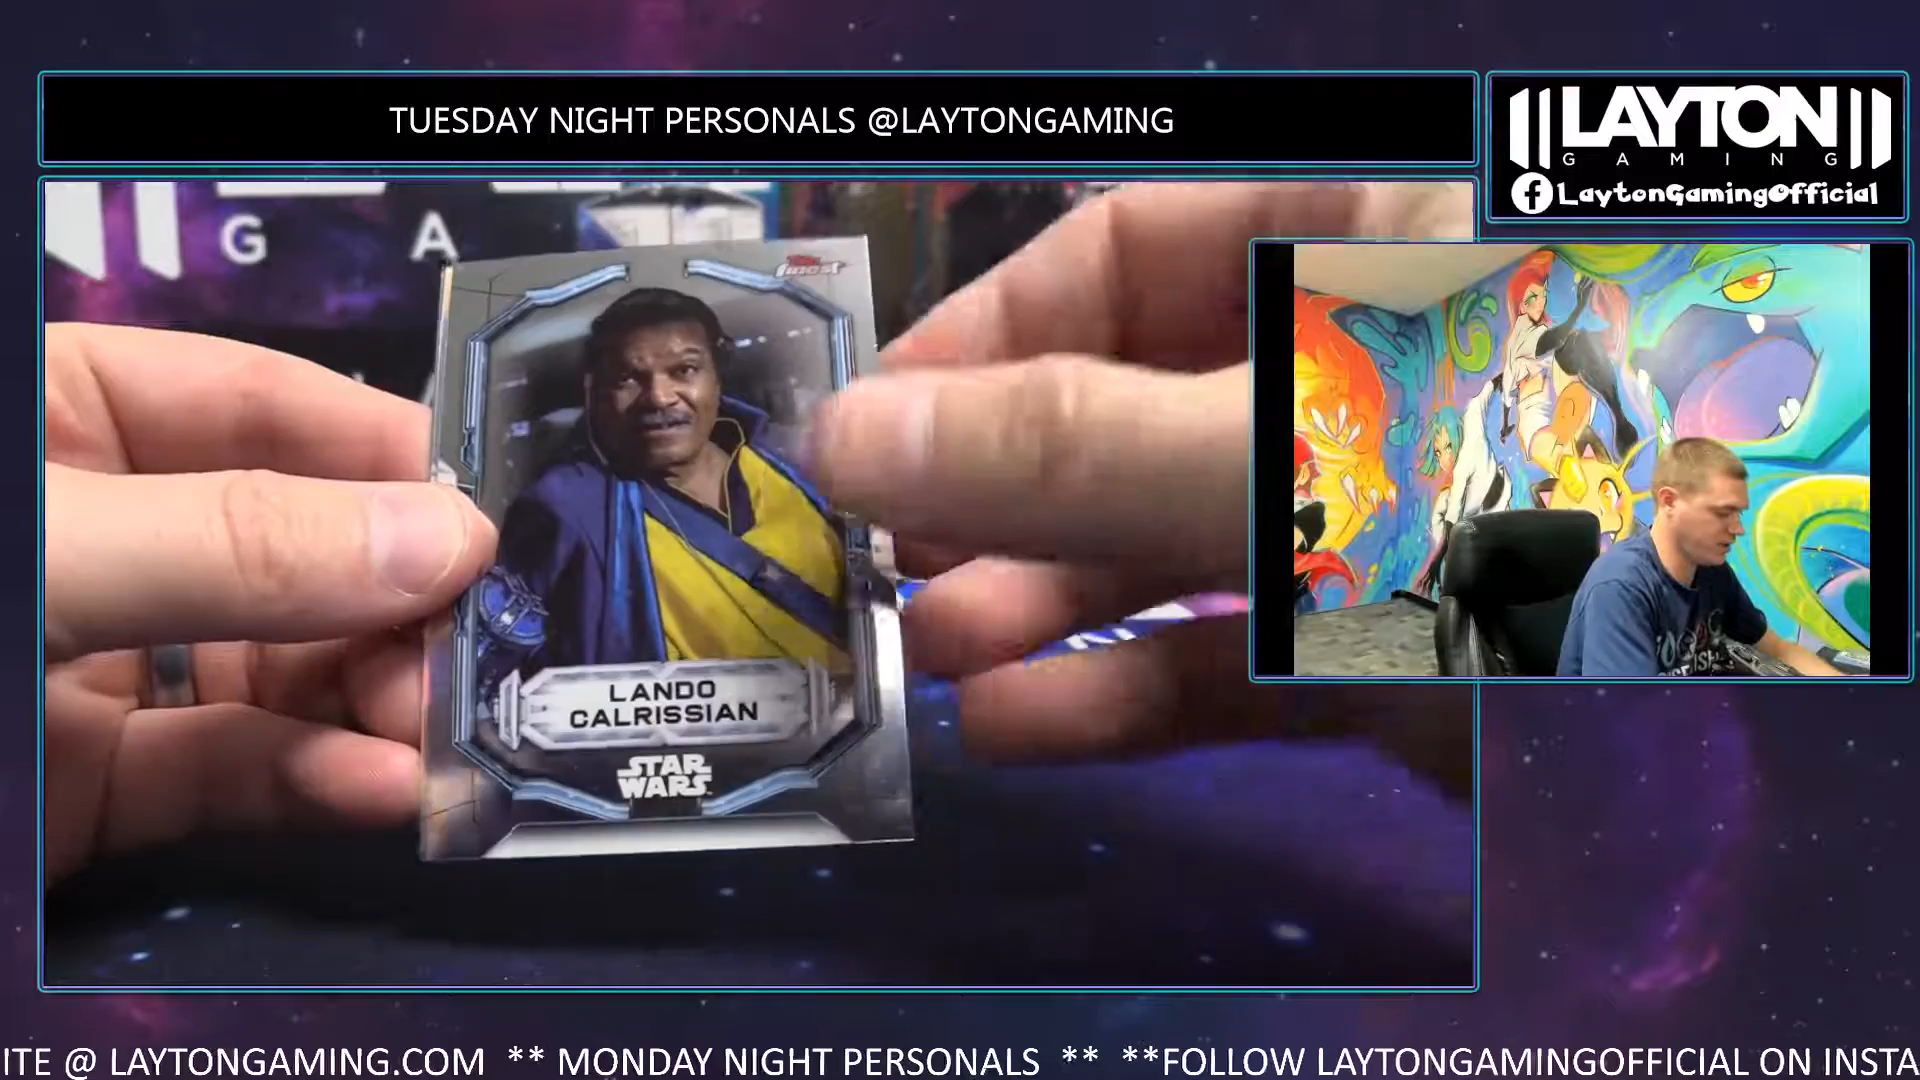 TUESDAY NIGHT PERSONALS @LAYTONGAMING
LAYTON
GAMING
LaytonGamingOfficial
G A
Topps
finest
LANDO
CALRISSIAN
STAR
WARS
ITE @ LAYTONGAMING.COM ** MONDAY NIGHT PERSONALS ** **FOLLOW LAYTONGAMINGOFFICIAL ON INSTA